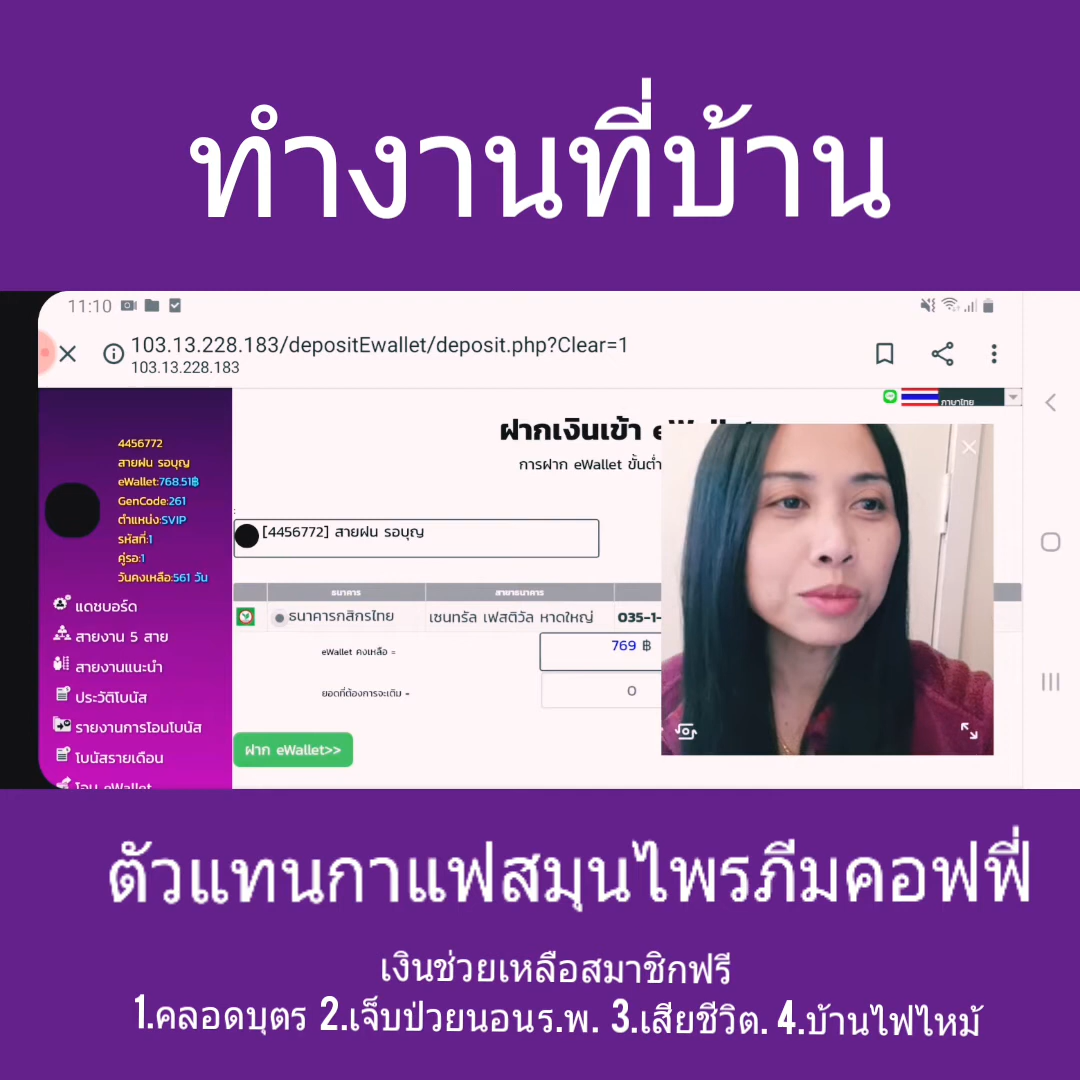 ทำงานที่บ้าน
11:10
103.13.228.183/depositEwallet/deposit.php?Clear=1
103.13.228.183
ภาษาไทย
4456772
สายฝน รอบุญ
eWallet:768.51฿
GenCode:261
ตำแหน่ง:SVIP
รหัสที่:1
คู่รอ:1
วันคงเหลือ:561 วัน
แดชบอร์ด
สายงาน 5 สาย
สายงานแนะนำ
ประวัติโบนัส
รายงานการโอนโบนัส
โบนัสรายเดือน
โอน eWallet
ฝากเงินเข้า
การฝาก eWallet ขั้นต่ำ
:
[4456772] สายฝน รอบุญ
ธนาคาร สาขาธนาคาร
ธนาคารกสิกรไทย เซนทรัล เฟสติวัล หาดใหญ่ 035-1-
eWallet คงเหลือ = 769 ฿
ยอดที่ต้องการจะเติม = 0
ฝาก eWallet>>
ตัวแทนกาแฟสมุนไพรภีมคอฟฟี่
เงินช่วยเหลือสมาชิกฟรี
1.คลอดบุตร 2.เจ็บป่วยนอนร.พ. 3.เสียชีวิต. 4.บ้านไฟไหม้